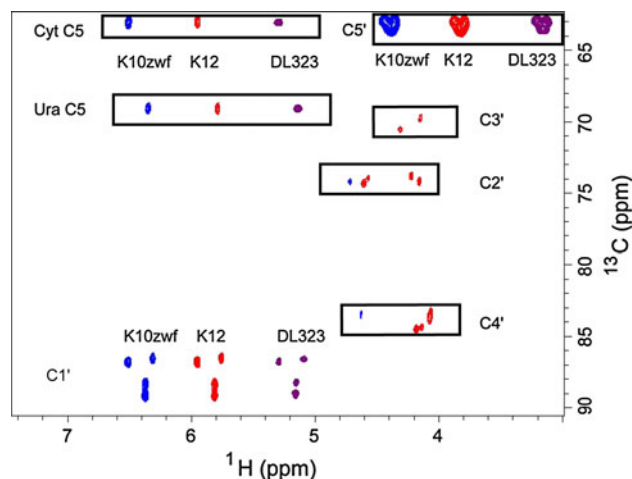 Cyt C5
C5'
K10zwf K12 DL323
K10zwf K12 DL323
Ura C5
C3'
C2'
C4'
K10zwf K12 DL323
C1'
65
70
75
80
85
90
¹³C (ppm)
7 6 5 4
¹H (ppm)